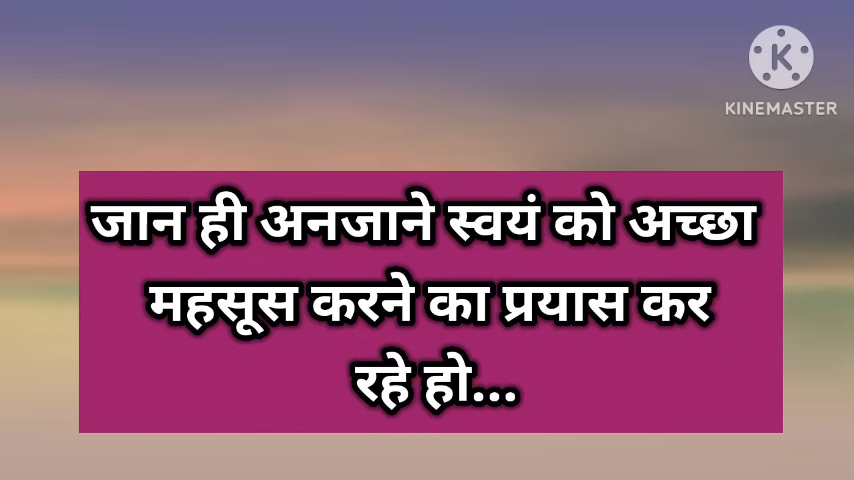 KINEMASTER
जान ही अनजाने स्वयं को अच्छा
महसूस करने का प्रयास कर
रहे हो...